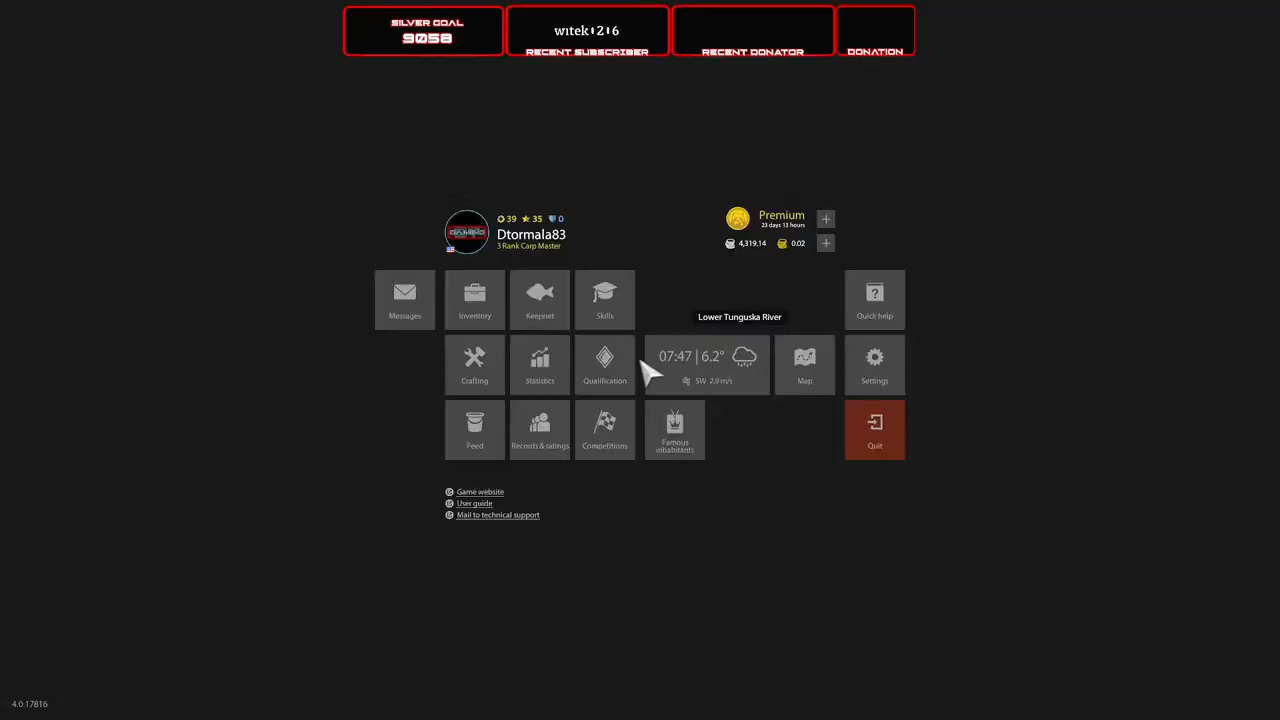 SILVER GOAL
9058
witek0206
RECENT SUBSCRIBER
RECENT DONATOR
DONATION
39 35 0
Dtormala83
3 Rank Carp Master
GAMING
Premium
23 days 13 hours
4,319.14 0.02
Messages
Inventory
Keepnet
Skills
Quick help
Lower Tunguska River
Crafting
Statistics
Qualification
07:47 | 6.2°
SW 2.9 m/s
Map
Settings
Feed
Records & ratings
Competitions
Famous
inhabitants
Quit
Game website
User guide
Mail to technical support
4.0.17816